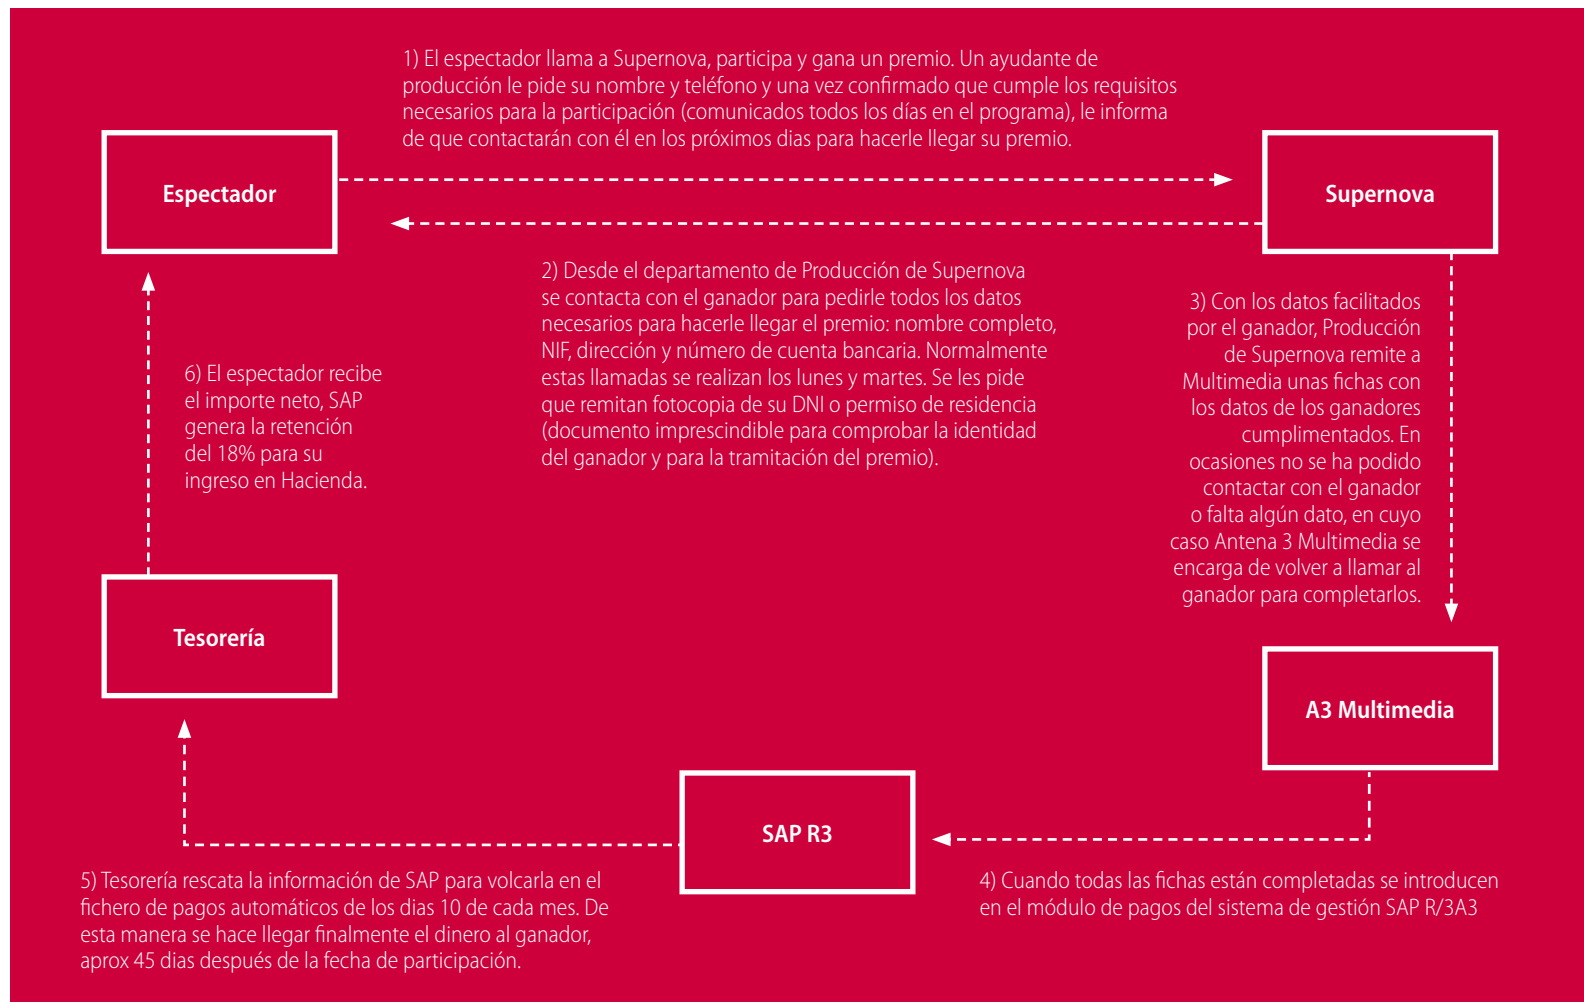 1) El espectador llama a Supernova, participa y gana un premio. Un ayudante de
producción le pide su nombre y teléfono y una vez confirmado que cumple los requisitos
necesarios para la participación (comunicados todos los días en el programa), le informa
de que contactarán con él en los próximos dias para hacerle llegar su premio.
Espectador
Supernova
2) Desde el departamento de Producción de Supernova
se contacta con el ganador para pedirle todos los datos
necesarios para hacerle llegar el premio: nombre completo,
NIF, dirección y número de cuenta bancaria. Normalmente
estas llamadas se realizan los lunes y martes. Se les pide
que remitan fotocopia de su DNI o permiso de residencia
(documento imprescindible para comprobar la identidad
del ganador y para la tramitación del premio).
3) Con los datos facilitados
por el ganador, Producción
de Supernova remite a
Multimedia unas fichas con
los datos de los ganadores
cumplimentados. En
ocasiones no se ha podido
contactar con el ganador
o falta algún dato, en cuyo
caso Antena 3 Multimedia se
encarga de volver a llamar al
ganador para completarlos.
6) El espectador recibe
el importe neto, SAP
genera la retención
del 18% para su
ingreso en Hacienda.
Tesorería
A3 Multimedia
SAP R3
5) Tesorería rescata la información de SAP para volcarla en el
fichero de pagos automáticos de los dias 10 de cada mes. De
esta manera se hace llegar finalmente el dinero al ganador,
aprox 45 dias después de la fecha de participación.
4) Cuando todas las fichas están completadas se introducen
en el módulo de pagos del sistema de gestión SAP R/3A3